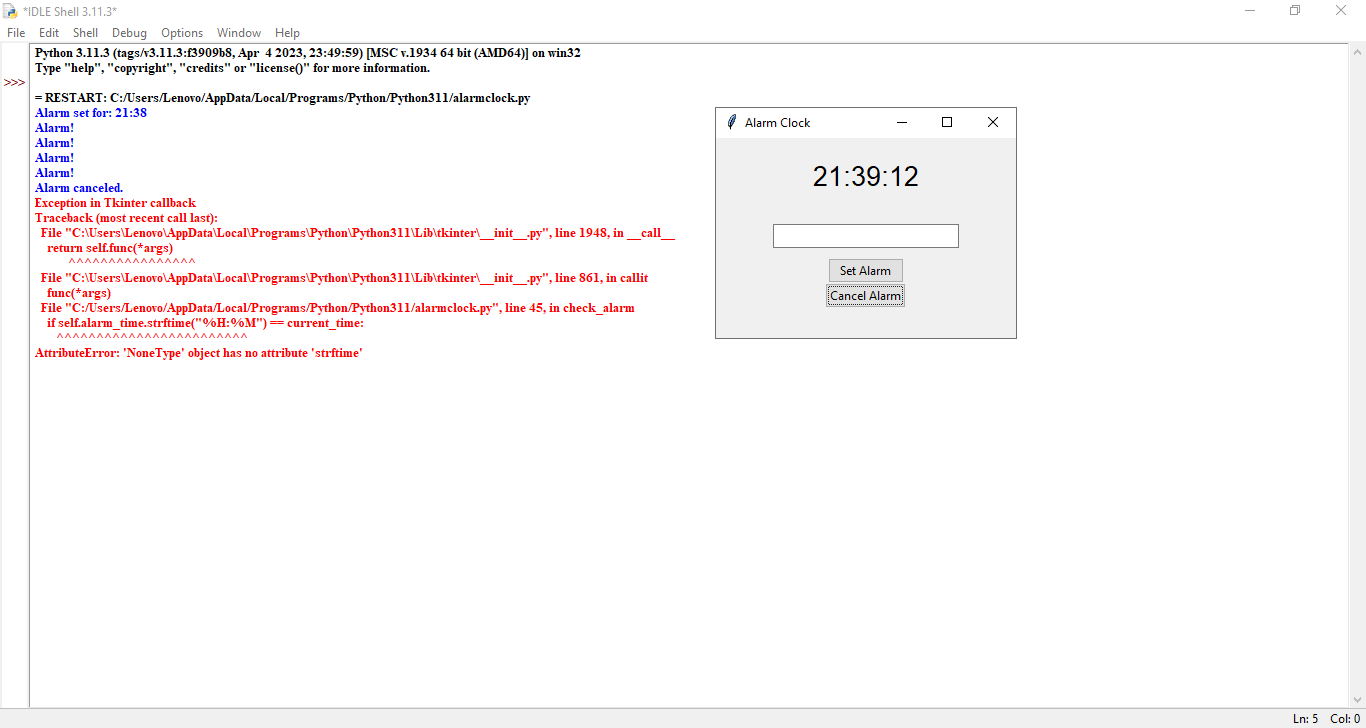 *IDLE Shell 3.11.3*
File Edit Shell Debug Options Window Help
Python 3.11.3 (tags/v3.11.3:f3909b8, Apr  4 2023, 23:49:59) [MSC v.1934 64 bit (AMD64)] on win32
Type "help", "copyright", "credits" or "license()" for more information.
>>>
= RESTART: C:/Users/Lenovo/AppData/Local/Programs/Python/Python311/alarmclock.py
Alarm set for: 21:38
Alarm!
Alarm!
Alarm!
Alarm!
Alarm canceled.
Exception in Tkinter callback
Traceback (most recent call last):
  File "C:\Users\Lenovo\AppData\Local\Programs\Python\Python311\Lib\tkinter\__init__.py", line 1948, in __call__
    return self.func(*args)
           ^^^^^^^^^^^^^^^^
  File "C:\Users\Lenovo\AppData\Local\Programs\Python\Python311\Lib\tkinter\__init__.py", line 861, in callit
    func(*args)
  File "C:/Users/Lenovo/AppData/Local/Programs/Python/Python311/alarmclock.py", line 45, in check_alarm
    if self.alarm_time.strftime("%H:%M") == current_time:
       ^^^^^^^^^^^^^^^^^^^^^^^^
AttributeError: 'NoneType' object has no attribute 'strftime'
Alarm Clock
21:39:12
Set Alarm
Cancel Alarm
Ln: 5 Col: 0